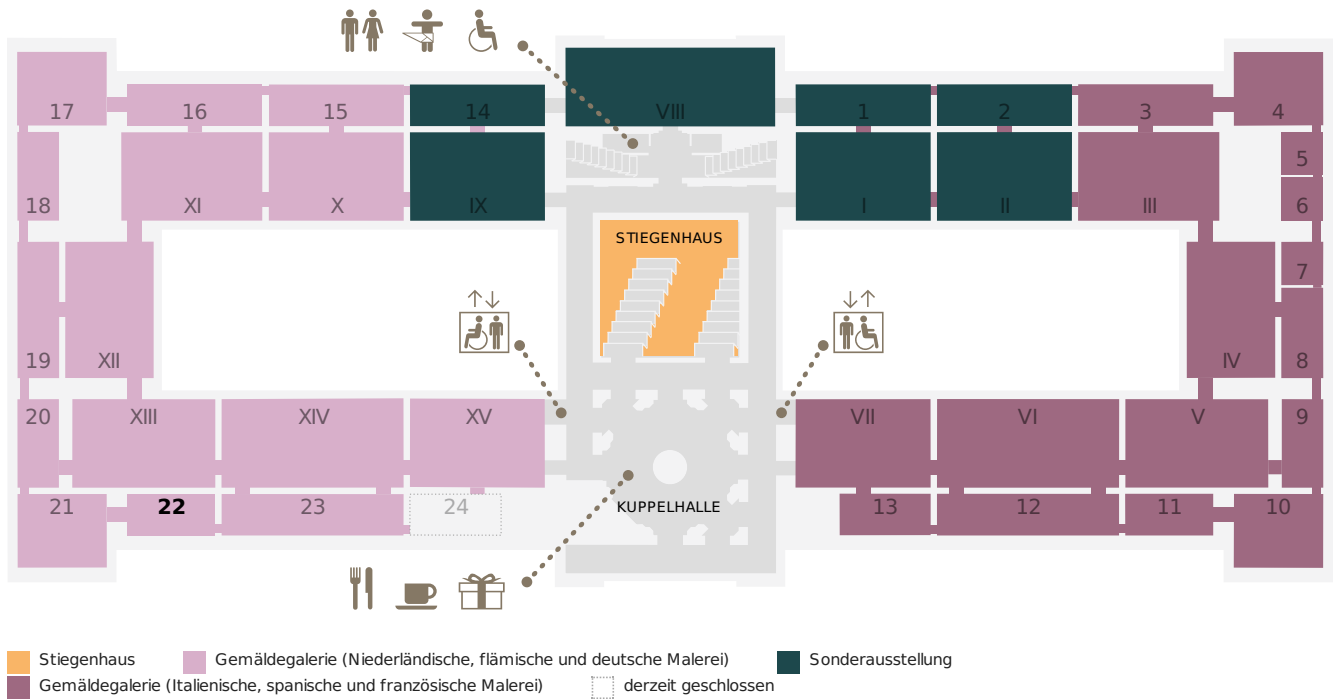 17
16
15
14
VIII
1
2
3
4
5
18
XI
X
IX
I
II
III
6
STIEGENHAUS
7
19
XII
IV
8
20
XIII
XIV
XV
VII
VI
V
9
21
22
23
24
KUPPELHALLE
13
12
11
10
Stiegenhaus
Gemäldegalerie (Niederländische, flämische und deutsche Malerei)
Sonderausstellung
Gemäldegalerie (Italienische, spanische und französische Malerei)
derzeit geschlossen